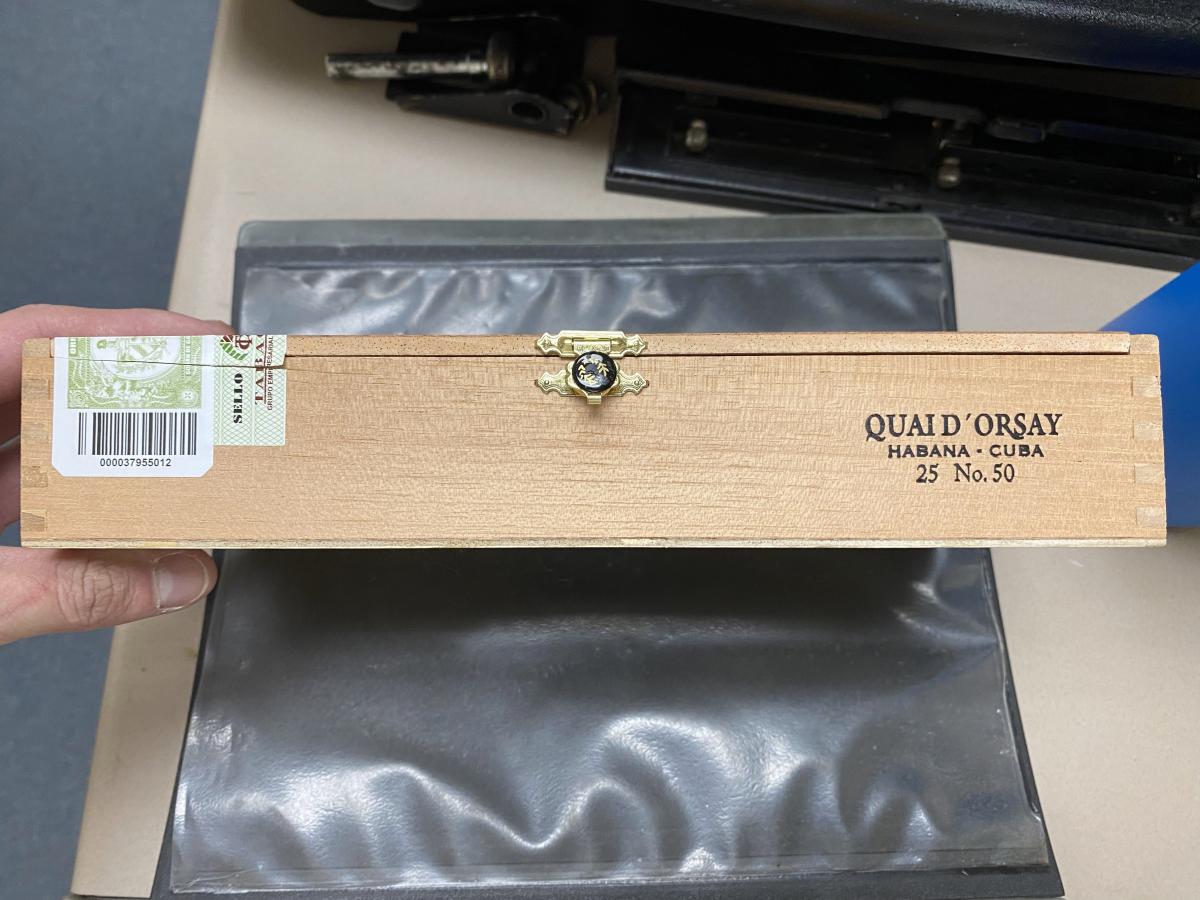 SELLO
TABA
GRUPO EMPRESARIAL
000037955012
QUAI D'ORSAY
HABANA - CUBA
25 No. 50